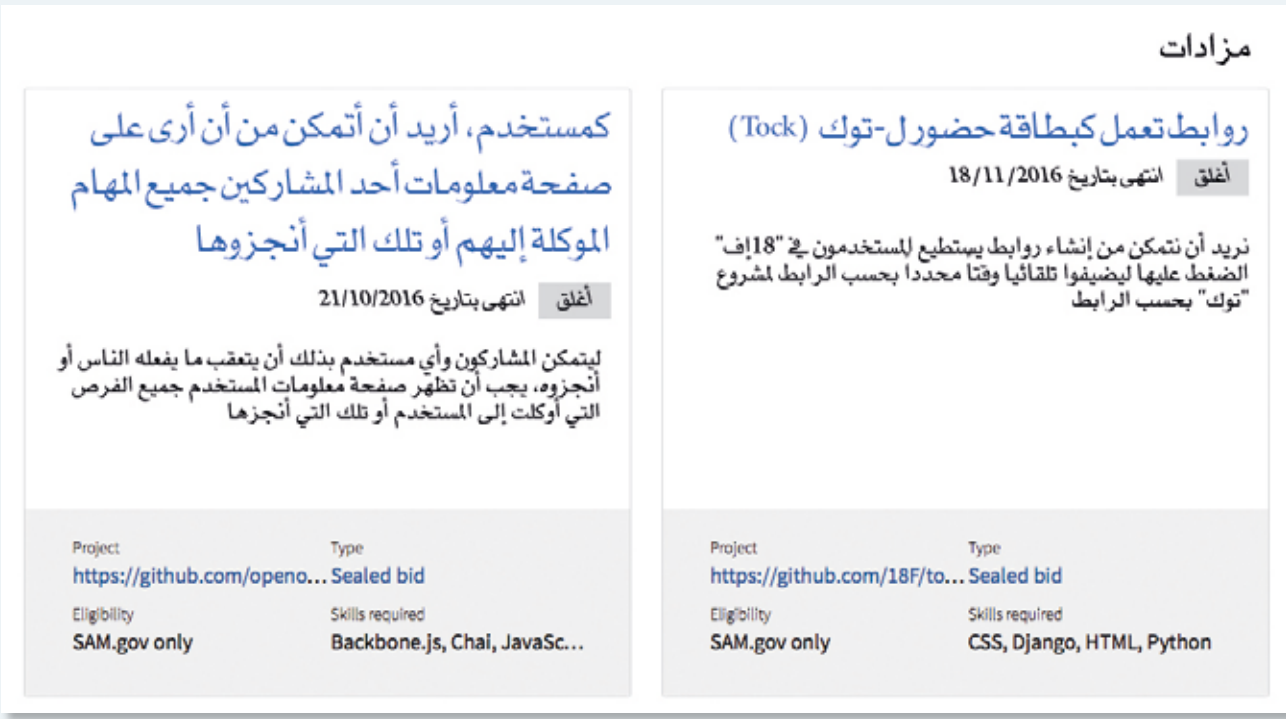 مزادات
روابط تعمل كبطاقة حضور ل-توك (Tock)
أغلق انتهى بتاريخ 18/11/2016
نريد أن نتمكن من إنشاء روابط يستطيع المستخدمون في "18إف"
الضغط عليها ليضيفوا تلقائيا وقتاً محددا بحسب الرابط لمشروع
"توك" بحسب الرابط
Project Type
https://github.com/18F/to... Sealed bid
Eligibility Skills required
SAM.gov only CSS, Django, HTML, Python
كمستخدم، أريد أن أتمكن من أن أرى على
صفحة معلومات أحد المشاركين جميع المهام
الموكلة إليهم أو تلك التي أنجزوها
أغلق انتهى بتاريخ 21/10/2016
ليتمكن المشاركون وأي مستخدم بذلك أن يتعقب ما يفعله الناس أو
أنجزوه، يجب أن تظهر صفحة معلومات المستخدم جميع الفرص
التي أوكلت إلى المستخدم أو تلك التي أنجزها
Project Type
https://github.com/openo... Sealed bid
Eligibility Skills required
SAM.gov only Backbone.js, Chai, JavaSc...